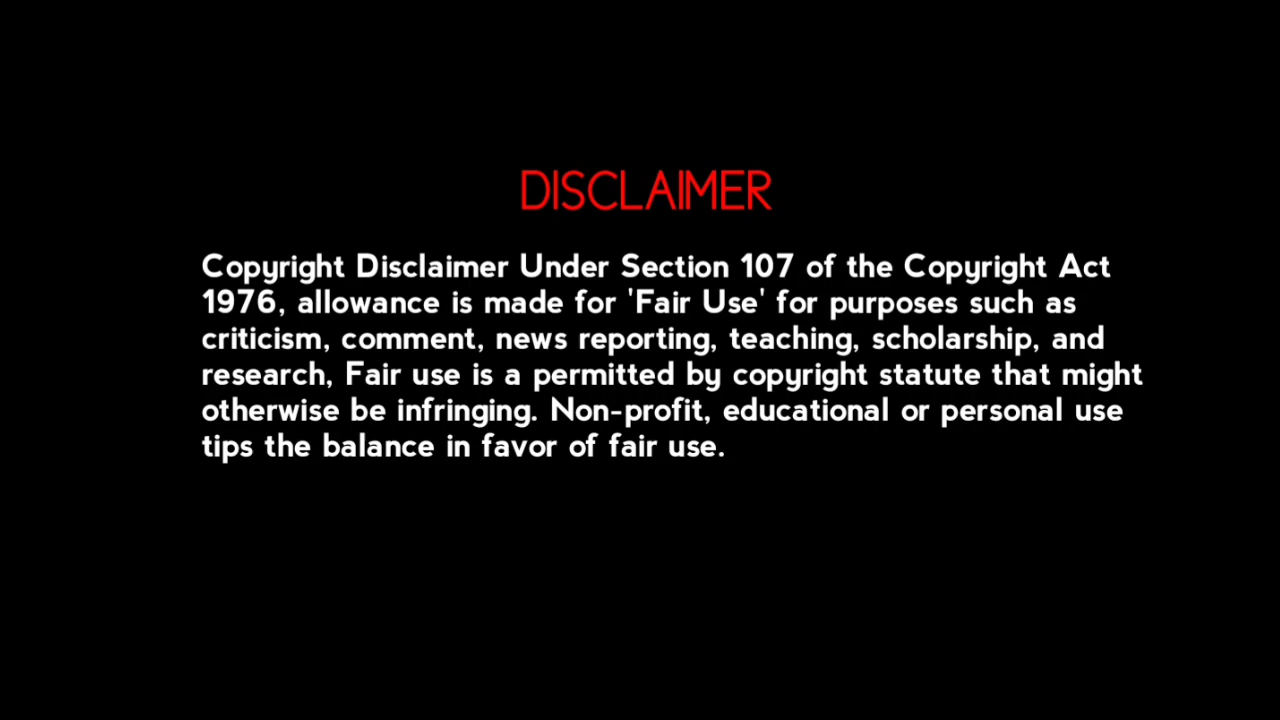 DISCLAIMER
Copyright Disclaimer Under Section 107 of the Copyright Act
1976, allowance is made for 'Fair Use' for purposes such as
criticism, comment, news reporting, teaching, scholarship, and
research, Fair use is a permitted by copyright statute that might
otherwise be infringing. Non-profit, educational or personal use
tips the balance in favor of fair use.